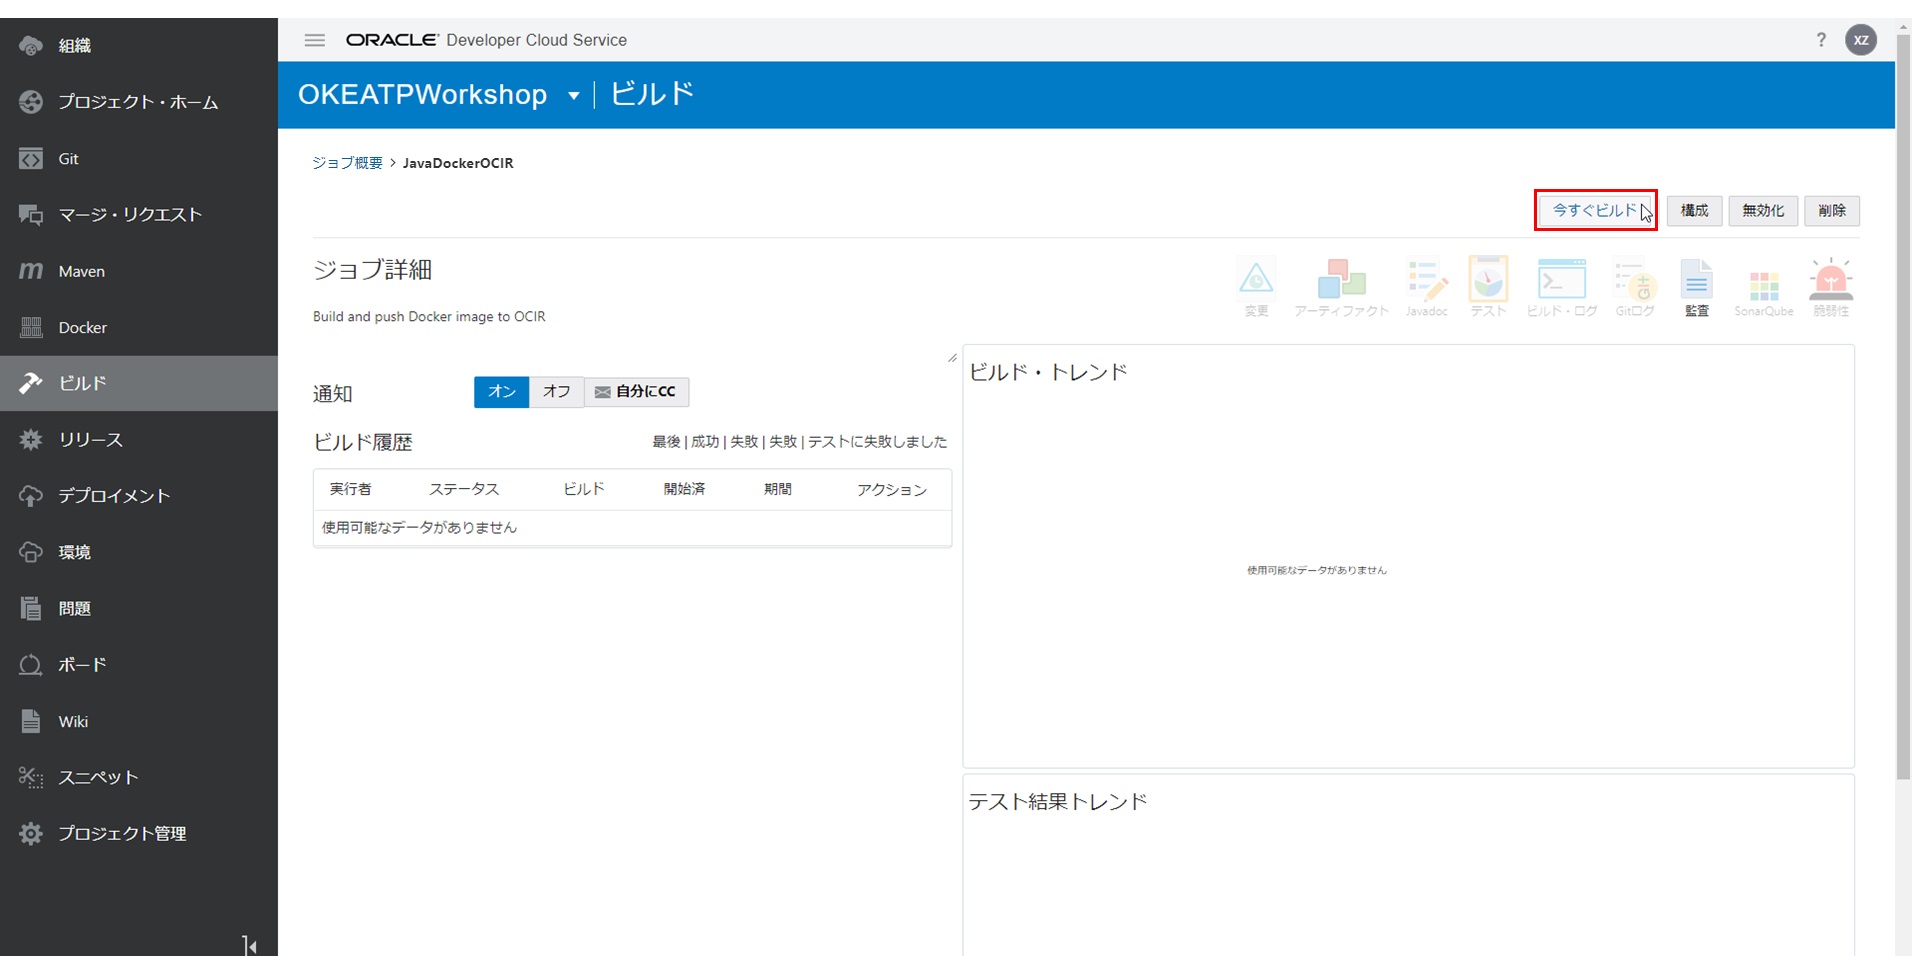 組織
プロジェクト・ホーム
Git
マージ・リクエスト
Maven
Docker
ビルド
リリース
デプロイメント
環境
問題
ボード
Wiki
スニペット
プロジェクト管理
ORACLE Developer Cloud Service
? XZ
OKEATPWorkshop | ビルド
ジョブ概要 > JavaDockerOCIR
今すぐビルド 構成 無効化 削除
ジョブ詳細
変更 アーティファクト Javadoc テスト ビルド・ログ Gitログ 監査 SonarQube 脆弱性
Build and push Docker image to OCIR
通知 オン オフ 自分にCC
ビルド履歴 最後 | 成功 | 失敗 | 失敗 | テストに失敗しました
実行者 ステータス ビルド 開始済 期間 アクション
使用可能なデータがありません
ビルド・トレンド
使用可能なデータがありません
テスト結果トレンド